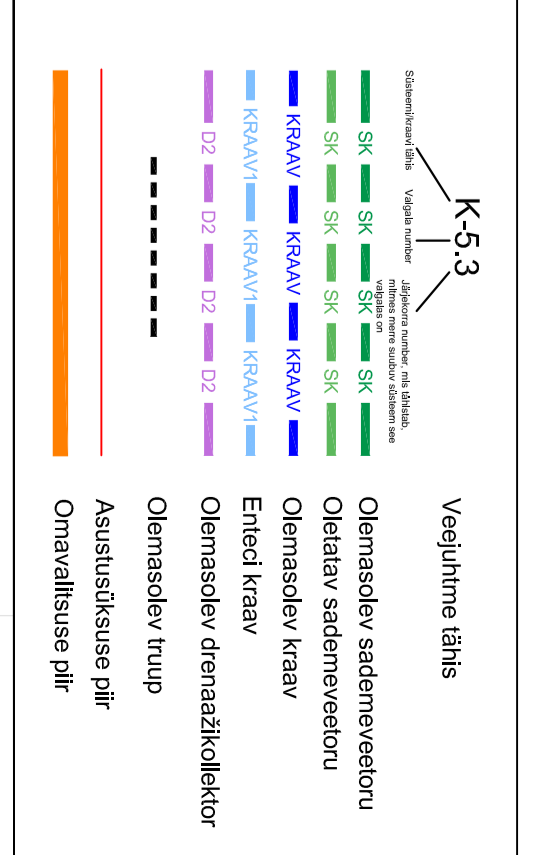 K-5.3
Süsteemi/kraavi tähis
Valgala number
Järjekorra number, mis tähistab,
mitmes merre suubuv süsteem see
valgalas on
Veejuhtme tähis
SK SK SK SK
Olemasolev sademeveetoru
SK SK SK SK
Oletatav sademeveetoru
KRAAV KRAAV KRAAV
Olemasolev kraav
KRAAV1 KRAAV1 KRAAV1
Enteci kraav
D2 D2 D2 D2
Olemasolev drenaažikollektor
Olemasolev truup
Asustusüksuse piir
Omavalitsuse piir